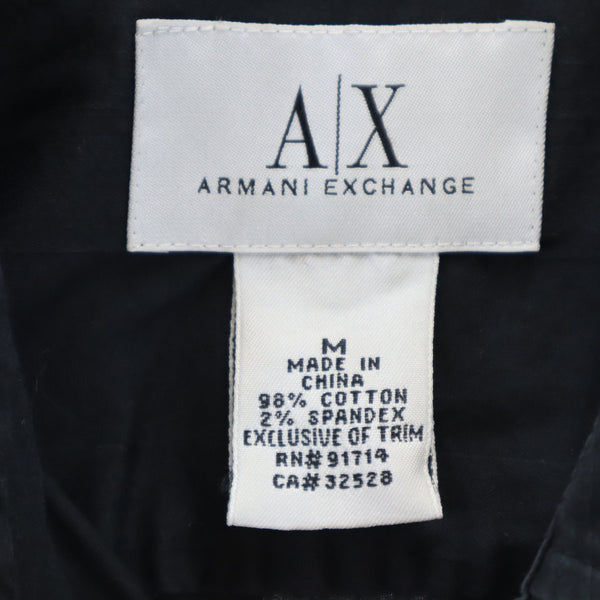 A|X
ARMANI EXCHANGE
M
MADE IN
CHINA
98% COTTON
2% SPANDEX
EXCLUSIVE OF TRIM
RN# 91714
CA# 32528